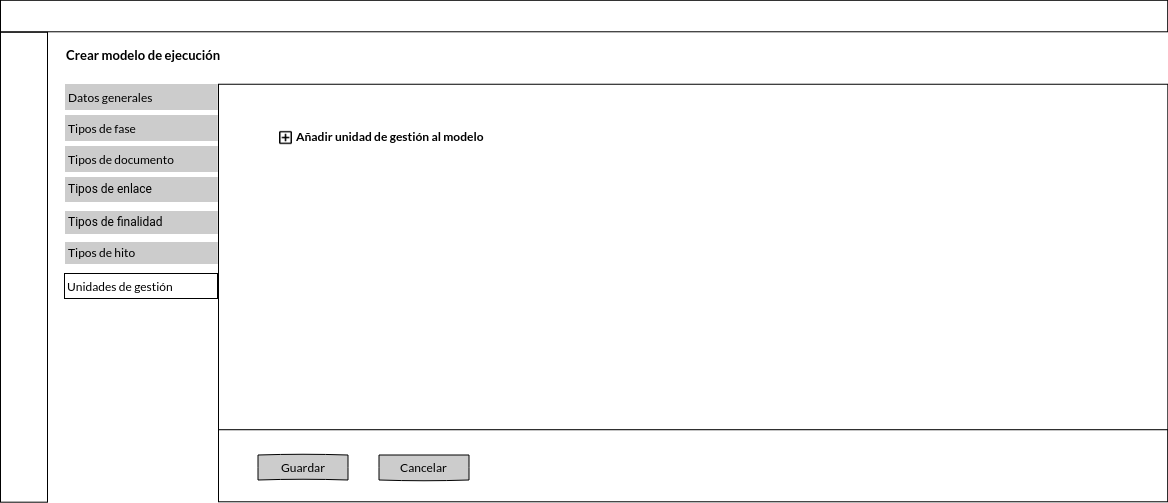 Crear modelo de ejecución
Datos generales
Tipos de fase
Tipos de documento
Tipos de enlace
Tipos de finalidad
Tipos de hito
Unidades de gestión
Añadir unidad de gestión al modelo
Guardar
Cancelar